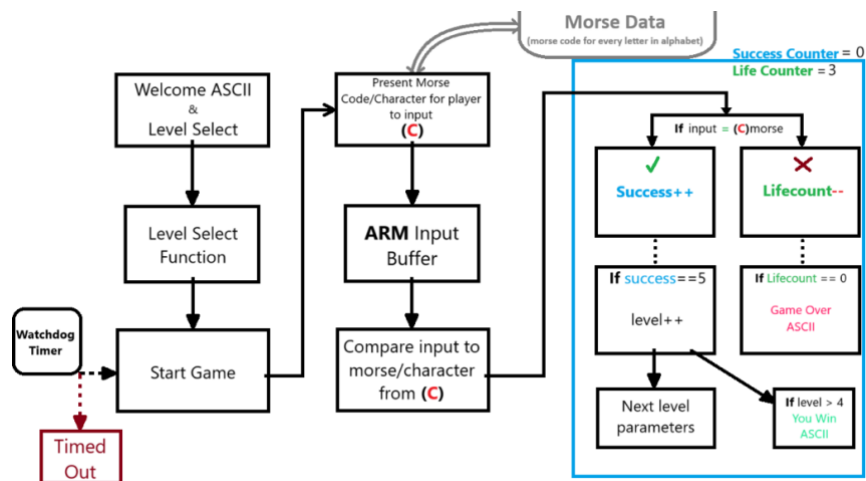 Morse Data
(morse code for every letter in alphabet)
Success Counter = 0
Life Counter = 3
Welcome ASCII
&
Level Select
Level Select
Function
Watchdog
Timer
Start Game
Timed
Out
Present Morse
Code/Character for player
to input
(C)
ARM Input
Buffer
Compare input to
morse/character
from (C)
If input = (C)morse
✓
Success++
✕
Lifecount--
If success==5
level++
If Lifecount == 0
Game Over
ASCII
Next level
parameters
If level > 4
You Win
ASCII